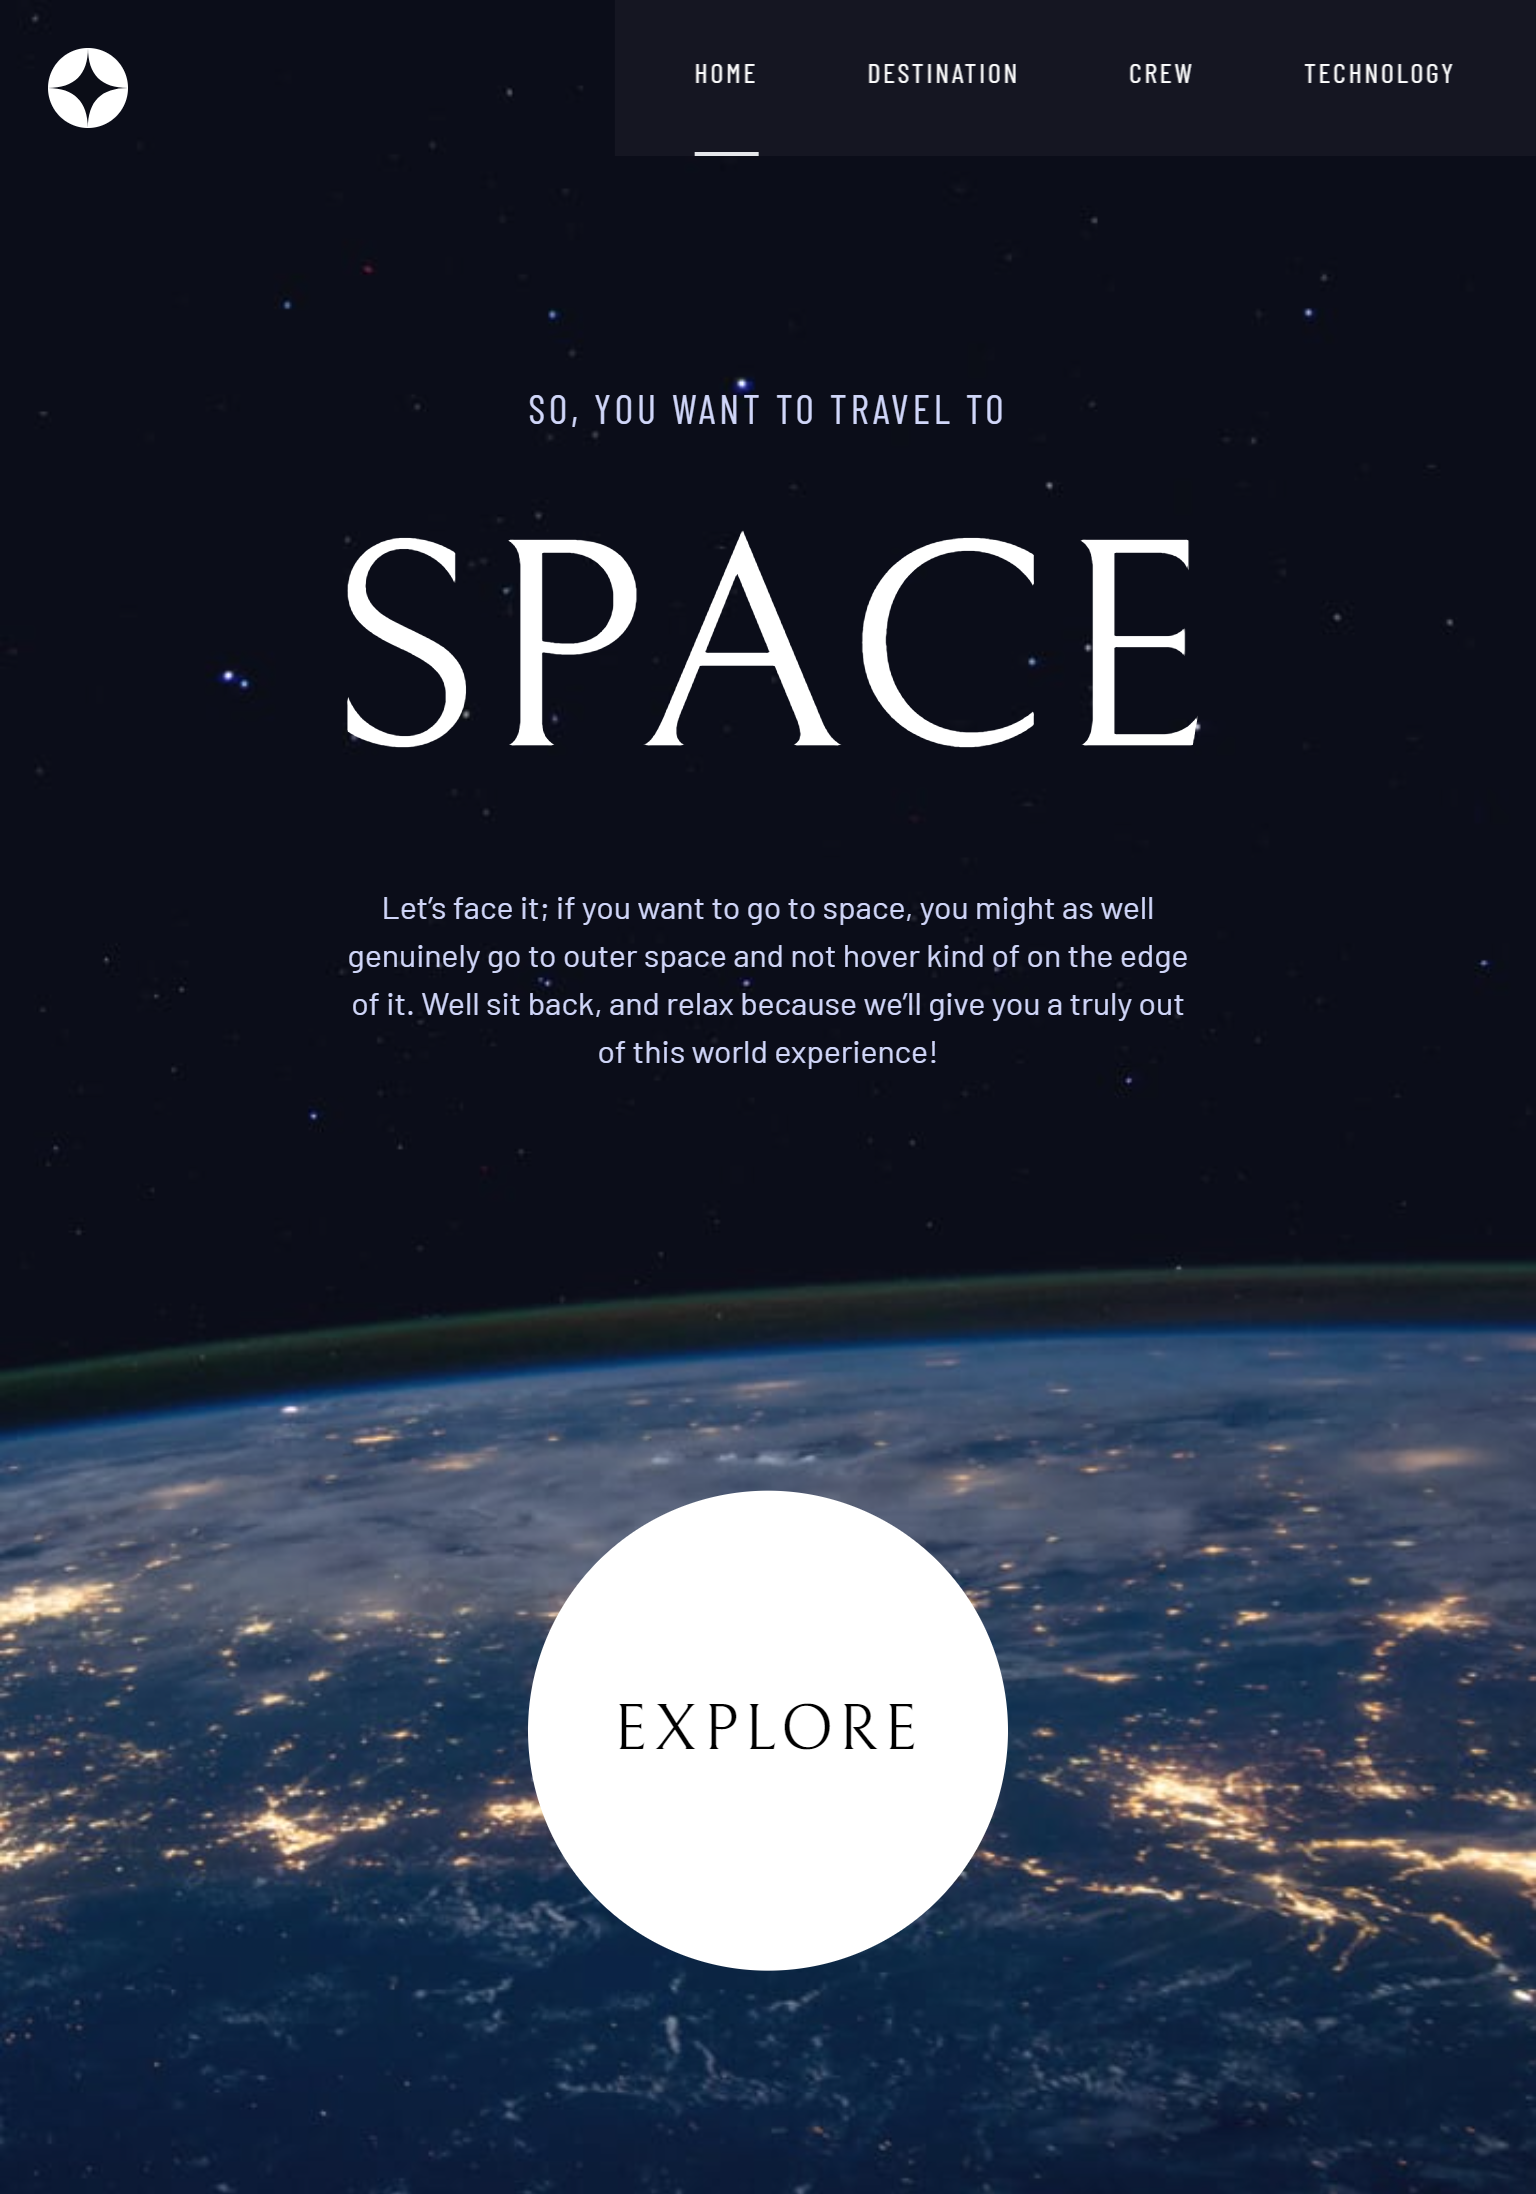 HOME DESTINATION CREW TECHNOLOGY
SO, YOU WANT TO TRAVEL TO
SPACE
Let’s face it; if you want to go to space, you might as well
genuinely go to outer space and not hover kind of on the edge
of it. Well sit back, and relax because we’ll give you a truly out
of this world experience!
EXPLORE